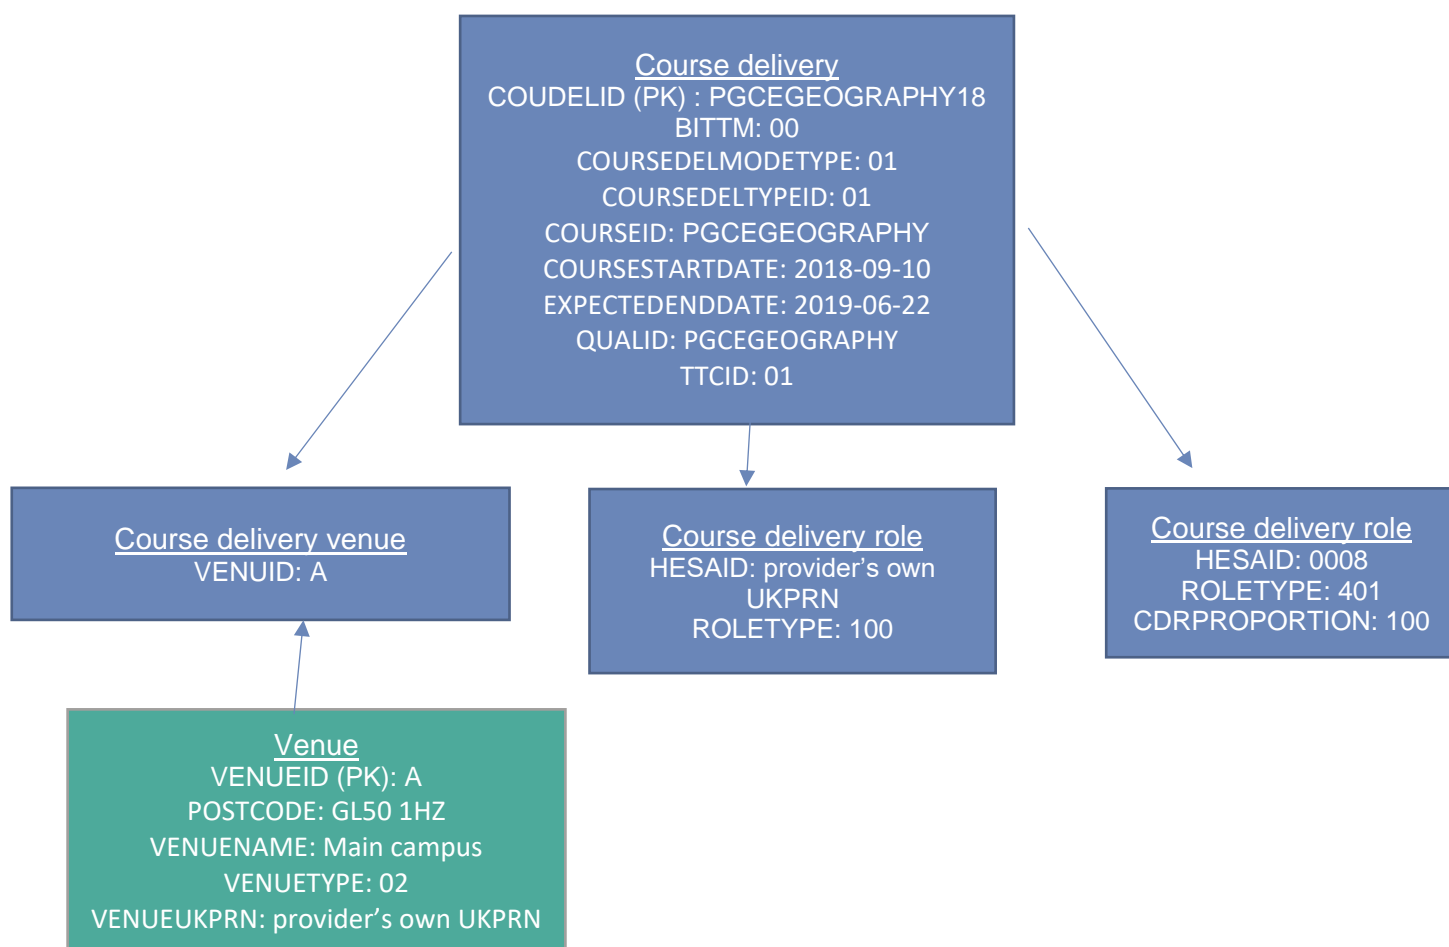 Course delivery
COUDELID (PK) : PGCEGEOGRAPHY18
BITTM: 00
COURSEDELMODETYPE: 01
COURSEDELTYPEID: 01
COURSEID: PGCEGEOGRAPHY
COURSESTARTDATE: 2018-09-10
EXPECTEDENDDATE: 2019-06-22
QUALID: PGCEGEOGRAPHY
TTCID: 01
Course delivery venue
VENUID: A
Course delivery role
HESAID: provider’s own
UKPRN
ROLETYPE: 100
Course delivery role
HESAID: 0008
ROLETYPE: 401
CDRPROPORTION: 100
Venue
VENUEID (PK): A
POSTCODE: GL50 1HZ
VENUENAME: Main campus
VENUETYPE: 02
VENUEUKPRN: provider’s own UKPRN